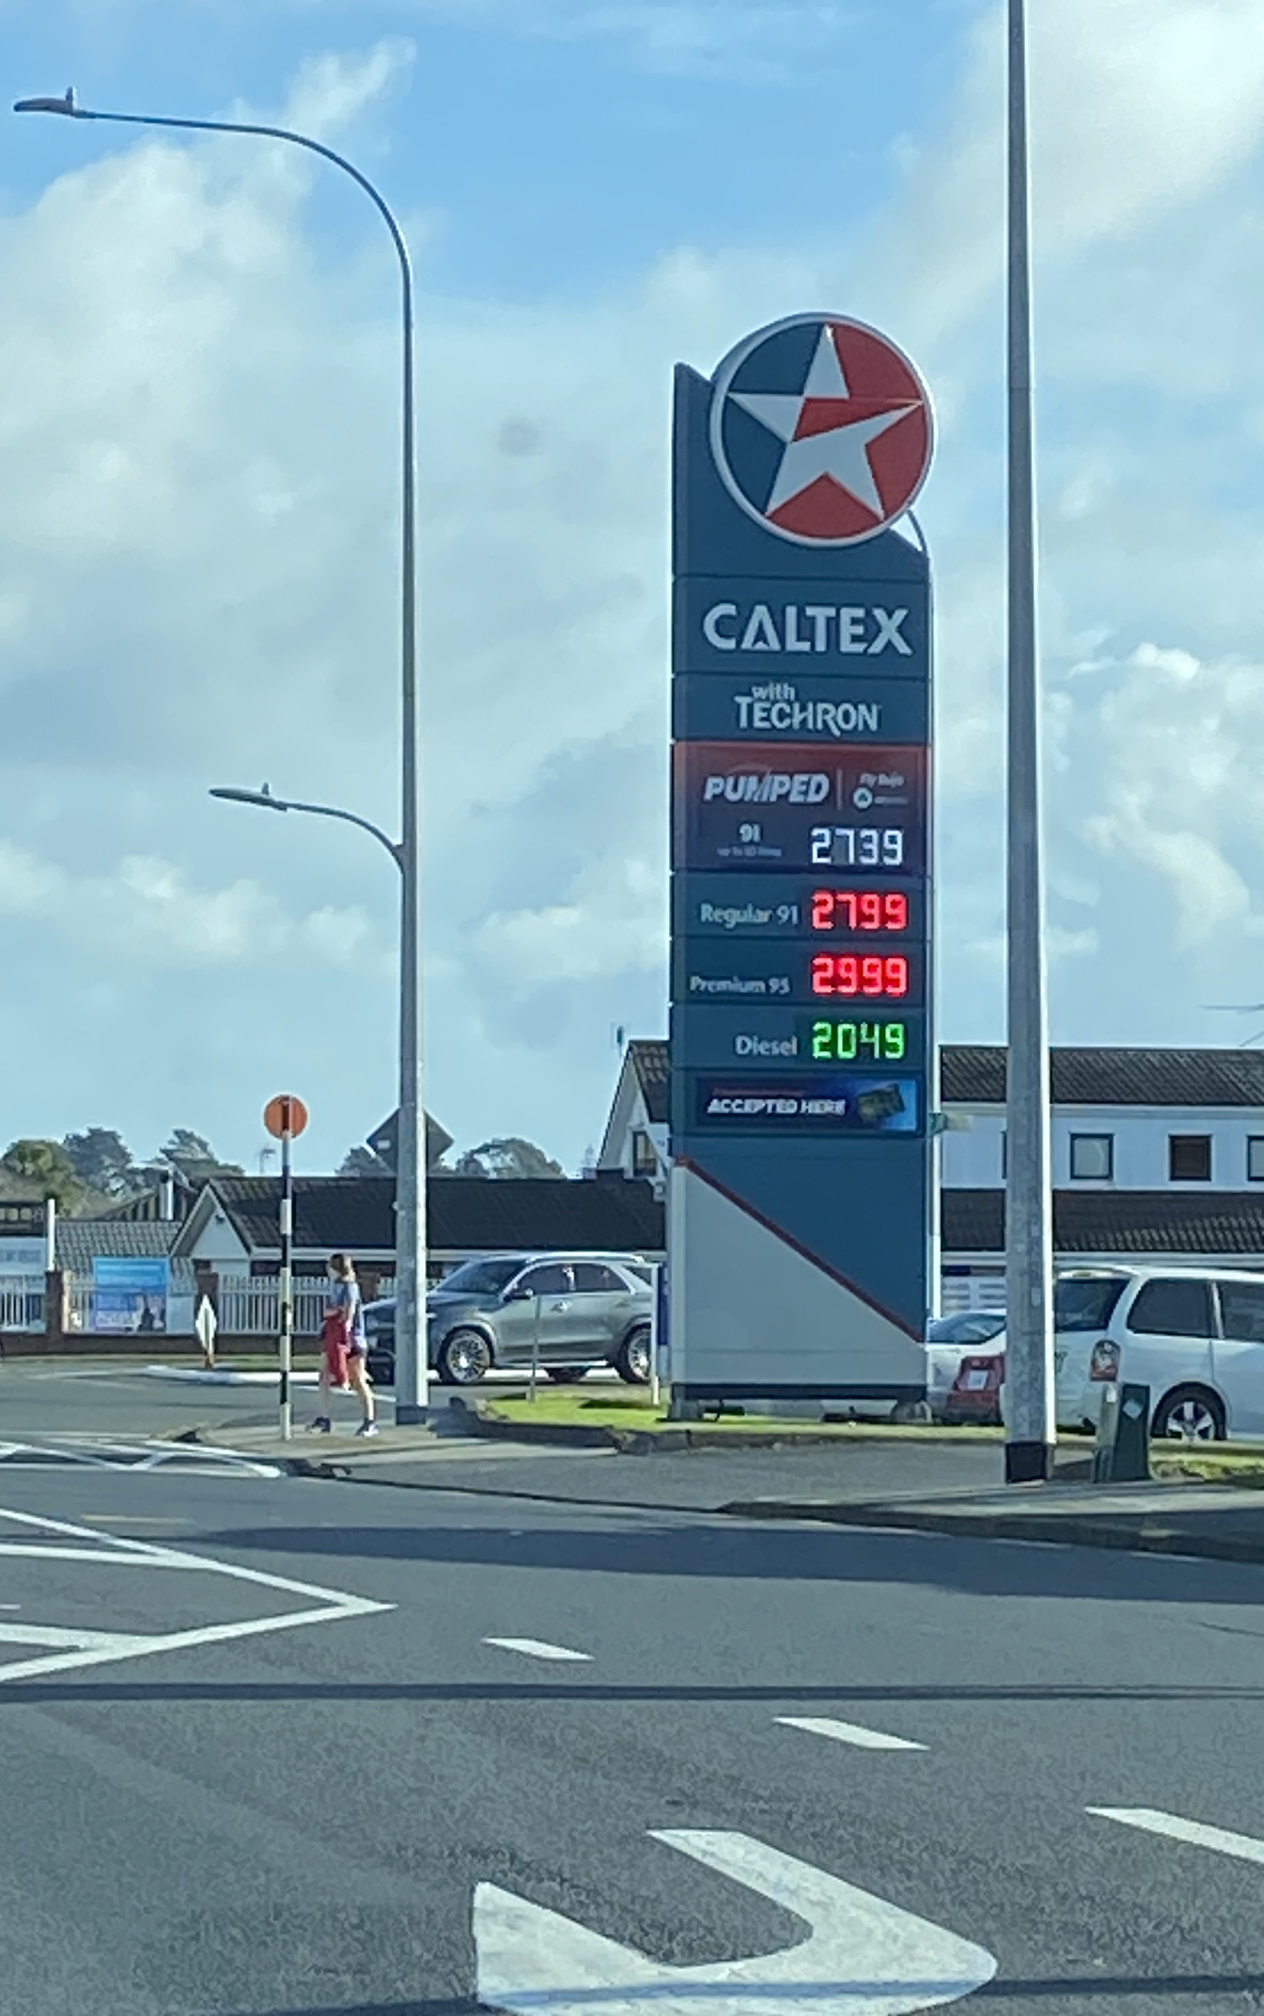 CALTEX
with
TECHRON
PUMPED
91 2739
Regular 91 2799
Premium 95 2999
Diesel 2049
ACCEPTED HERE